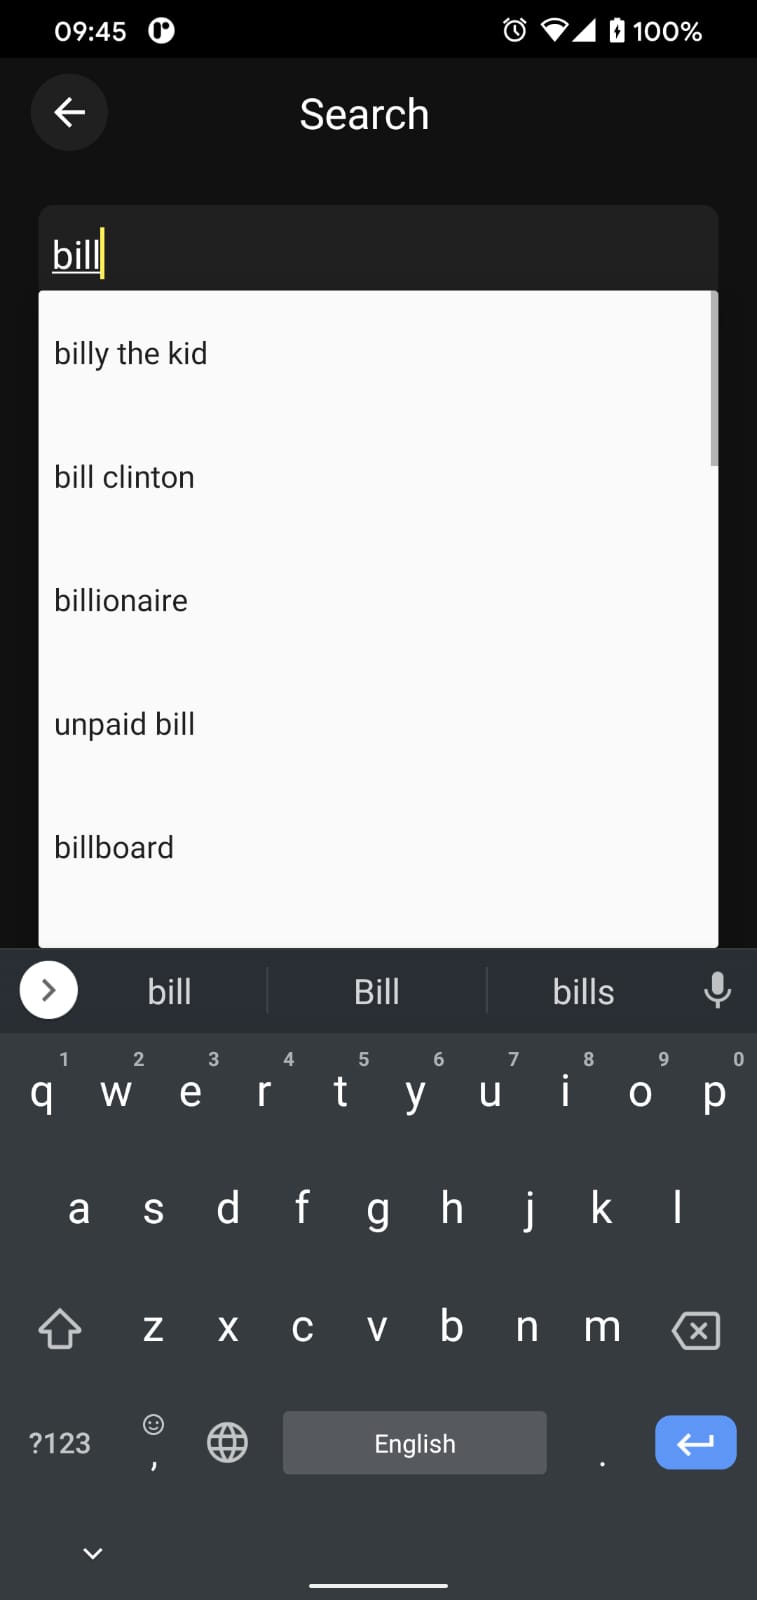 09:45 100%
Search
bill
billy the kid
bill clinton
billionaire
unpaid bill
billboard
bill Bill bills
1 2 3 4 5 6 7 8 9 0
q w e r t y u i o p
a s d f g h j k l
z x c v b n m
?123 , English .